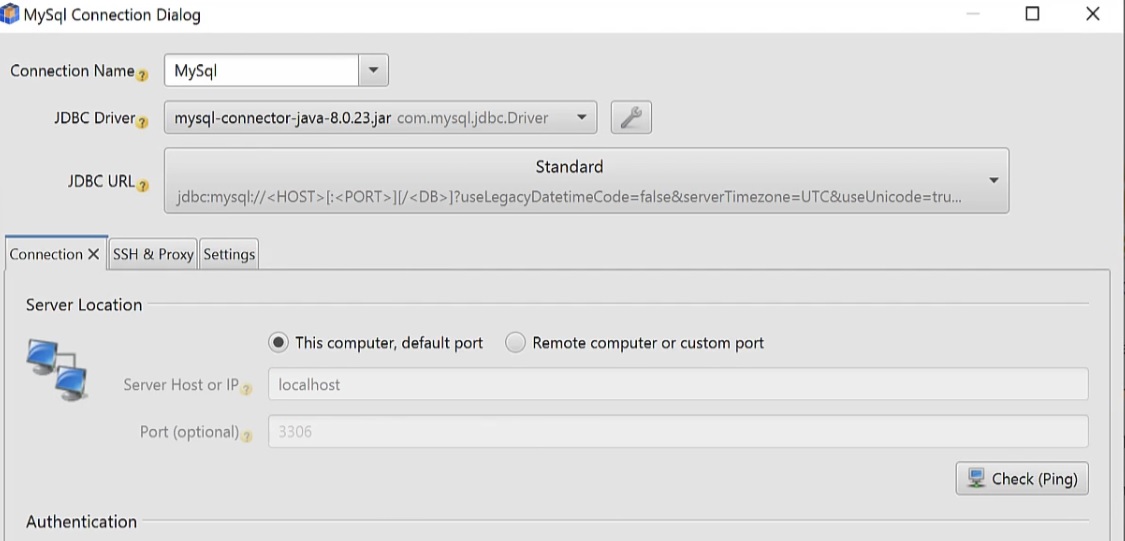 MySql Connection Dialog
Connection Name ? MySql
JDBC Driver ? mysql-connector-java-8.0.23.jar com.mysql.jdbc.Driver
Standard
JDBC URL ? jdbc:mysql://<HOST>[:<PORT>][/<DB>]?useLegacyDatetimeCode=false&serverTimezone=UTC&useUnicode=tru...
Connection SSH & Proxy Settings
Server Location
This computer, default port Remote computer or custom port
Server Host or IP ? localhost
Port (optional) ? 3306
Check (Ping)
Authentication